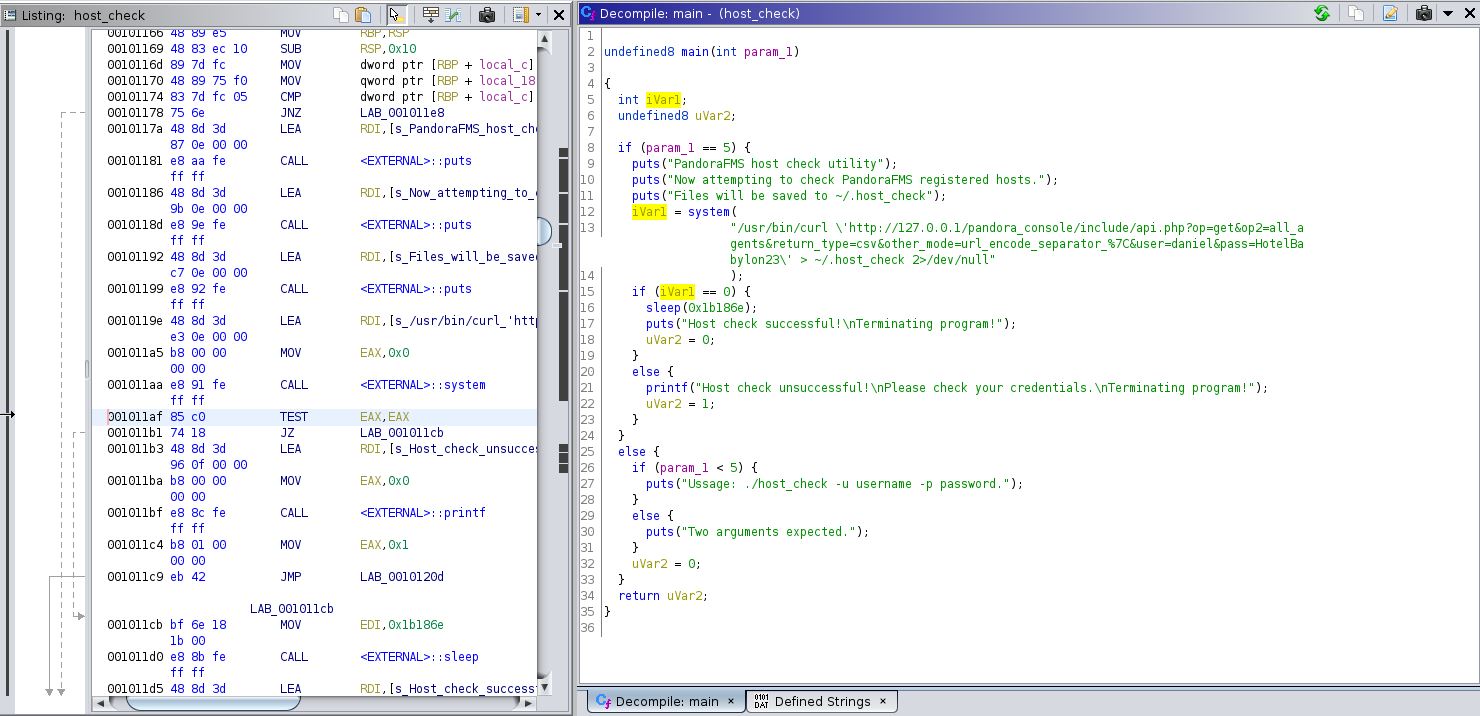 Listing: host_check
00101166 48 89 e5 MOV RBP,RSP
00101169 48 83 ec 10 SUB RSP,0x10
0010116d 89 7d fc MOV dword ptr [RBP + local_c]
00101170 48 89 75 f0 MOV qword ptr [RBP + local_18
00101174 83 7d fc 05 CMP dword ptr [RBP + local_c]
00101178 75 6e JNZ LAB_001011e8
0010117a 48 8d 3d LEA RDI,[s_PandoraFMS_host_che
87 0e 00 00
00101181 e8 aa fe CALL <EXTERNAL>::puts
ff ff
00101186 48 8d 3d LEA RDI,[s_Now_attempting_to_
9b 0e 00 00
0010118d e8 9e fe CALL <EXTERNAL>::puts
ff ff
00101192 48 8d 3d LEA RDI,[s_Files_will_be_save
c7 0e 00 00
00101199 e8 92 fe CALL <EXTERNAL>::puts
ff ff
0010119e 48 8d 3d LEA RDI,[s_/usr/bin/curl_'http
e3 0e 00 00
001011a5 b8 00 00 MOV EAX,0x0
00 00
001011aa e8 91 fe CALL <EXTERNAL>::system
ff ff
001011af 85 c0 TEST EAX,EAX
001011b1 74 18 JZ LAB_001011cb
001011b3 48 8d 3d LEA RDI,[s_Host_check_unsucces
96 0f 00 00
001011ba b8 00 00 MOV EAX,0x0
00 00
001011bf e8 8c fe CALL <EXTERNAL>::printf
ff ff
001011c4 b8 01 00 MOV EAX,0x1
00 00
001011c9 eb 42 JMP LAB_0010120d
LAB_001011cb
001011cb bf 6e 18 MOV EDI,0x1b186e
1b 00
001011d0 e8 8b fe CALL <EXTERNAL>::sleep
ff ff
001011d5 48 8d 3d LEA RDI,[s_Host_check_success
Decompile: main - (host_check)
1
2 undefined8 main(int param_1)
3
4 {
5 int iVar1;
6 undefined8 uVar2;
7
8 if (param_1 == 5) {
9 puts("PandoraFMS host check utility");
10 puts("Now attempting to check PandoraFMS registered hosts.");
11 puts("Files will be saved to ~/.host_check");
12 iVar1 = system(
13 "/usr/bin/curl \'http://127.0.0.1/pandora_console/include/api.php?op=get&op2=all_a
gents&return_type=csv&other_mode=url_encode_separator_%7C&user=daniel&pass=HotelBa
bylon23\' > ~/.host_check 2>/dev/null"
14 );
15 if (iVar1 == 0) {
16 sleep(0x1b186e);
17 puts("Host check successful!\nTerminating program!");
18 uVar2 = 0;
19 }
20 else {
21 printf("Host check unsuccessful!\nPlease check your credentials.\nTerminating program!");
22 uVar2 = 1;
23 }
24 }
25 else {
26 if (param_1 < 5) {
27 puts("Ussage: ./host_check -u username -p password.");
28 }
29 else {
30 puts("Two arguments expected.");
31 }
32 uVar2 = 0;
33 }
34 return uVar2;
35 }
36
Decompile: main × 0101 DAT Defined Strings ×